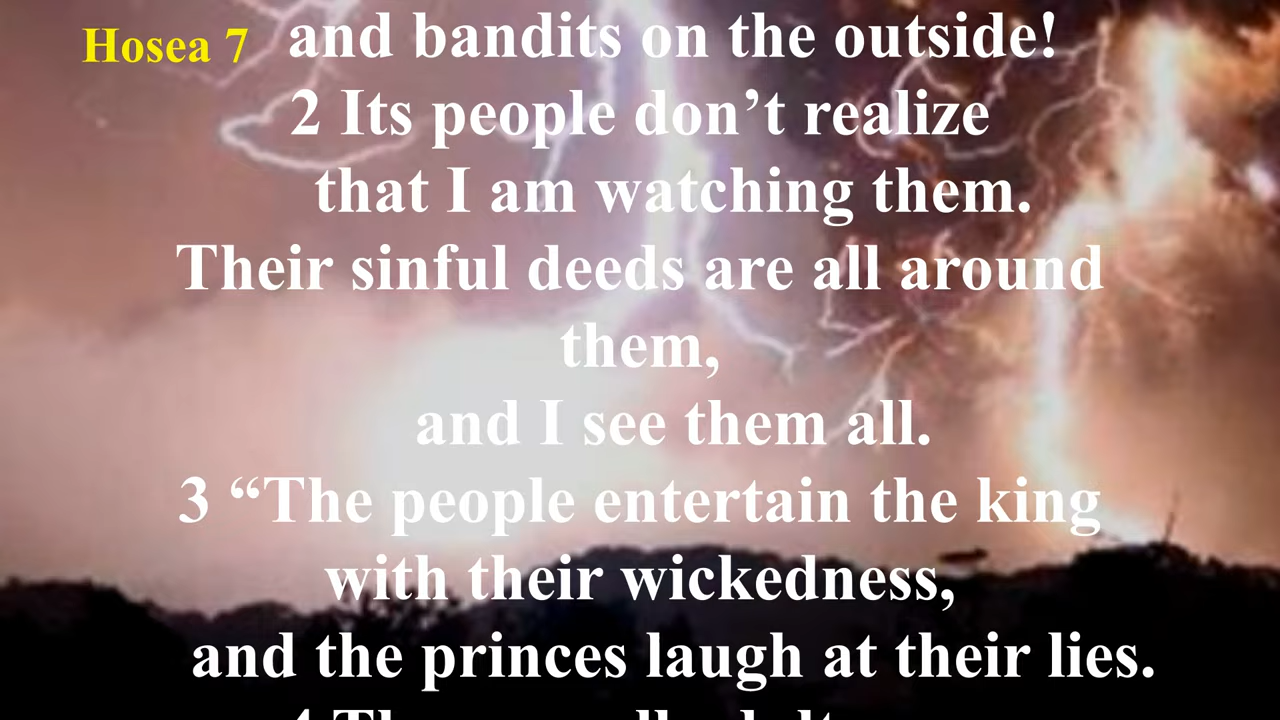 Hosea 7
and bandits on the outside!
2 Its people don’t realize
that I am watching them.
Their sinful deeds are all around
them,
and I see them all.
3 “The people entertain the king
with their wickedness,
and the princes laugh at their lies.